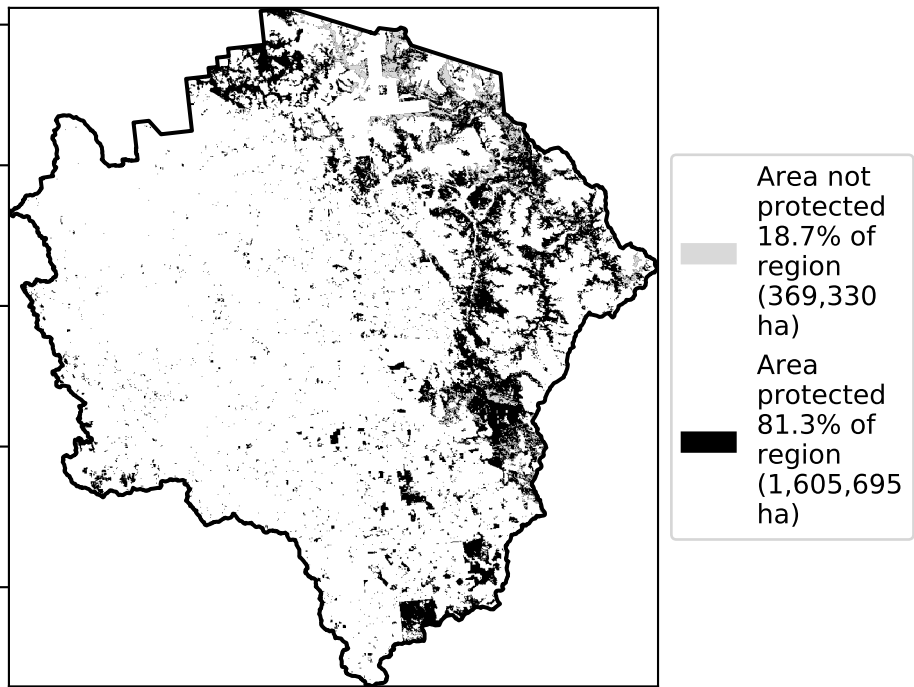 Area not
protected
18.7% of
region
(369,330
ha)
Area
protected
81.3% of
region
(1,605,695
ha)